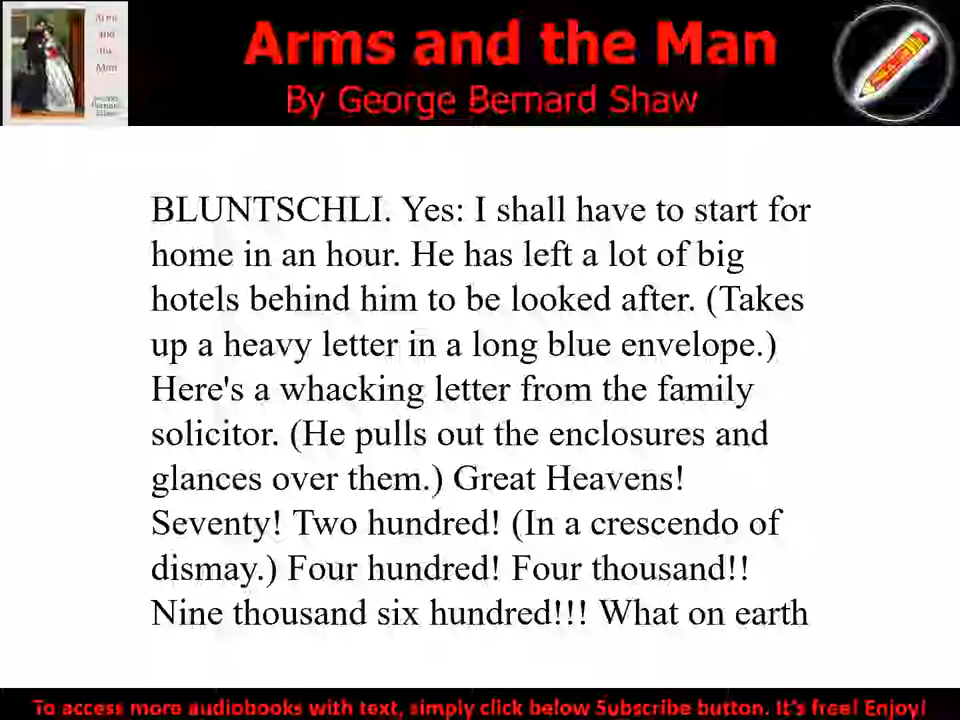 Arms
and
the
Man
Arms and the Man
By George Bernard Shaw
BLUNTSCHLI. Yes: I shall have to start for
home in an hour. He has left a lot of big
hotels behind him to be looked after. (Takes
up a heavy letter in a long blue envelope.)
Here's a whacking letter from the family
solicitor. (He pulls out the enclosures and
glances over them.) Great Heavens!
Seventy! Two hundred! (In a crescendo of
dismay.) Four hundred! Four thousand!!
Nine thousand six hundred!!! What on earth
To access more audiobooks with text, simply click below Subscribe button. It's free! Enjoy!